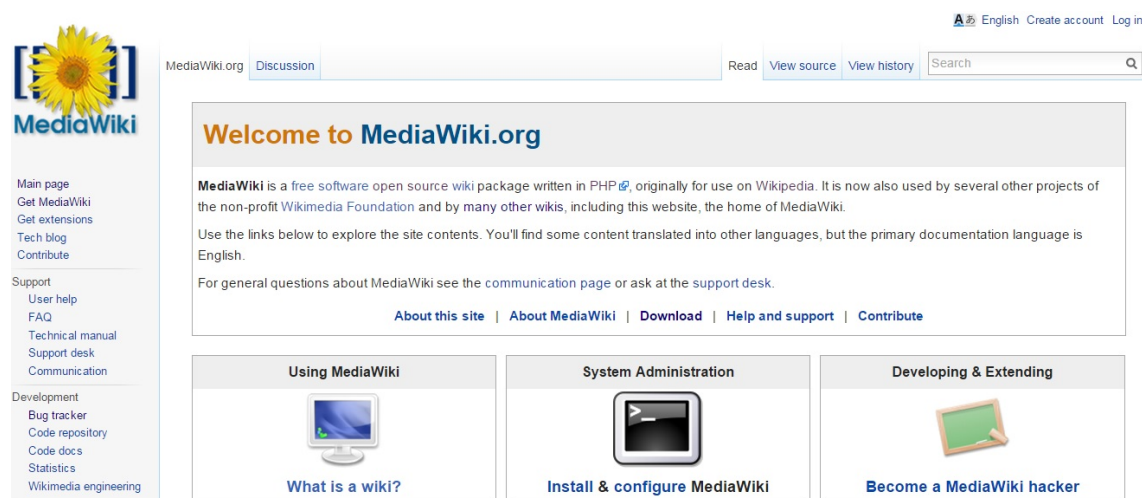 English Create account Log in
MediaWiki
MediaWiki.org Discussion Read View source View history Search
Welcome to MediaWiki.org
MediaWiki is a free software open source wiki package written in PHP, originally for use on Wikipedia. It is now also used by several other projects of
the non-profit Wikimedia Foundation and by many other wikis, including this website, the home of MediaWiki.
Use the links below to explore the site contents. You'll find some content translated into other languages, but the primary documentation language is
English.
For general questions about MediaWiki see the communication page or ask at the support desk.
About this site | About MediaWiki | Download | Help and support | Contribute
Main page
Get MediaWiki
Get extensions
Tech blog
Contribute
Support
User help
FAQ
Technical manual
Support desk
Communication
Development
Bug tracker
Code repository
Code docs
Statistics
Wikimedia engineering
Using MediaWiki
What is a wiki?
System Administration
>_
Install & configure MediaWiki
Developing & Extending
Become a MediaWiki hacker